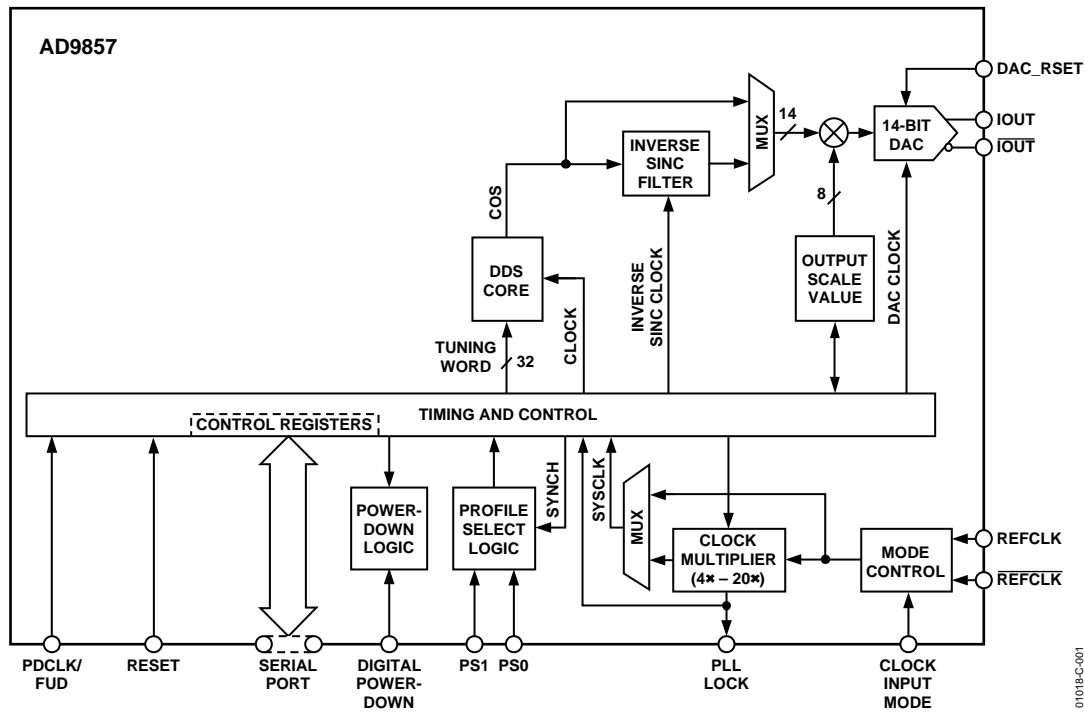 AD9857
DAC_RSET
IOUT
IOUT
14
MUX
14-BIT
DAC
INVERSE
SINC
FILTER
8
COS
DDS
CORE
CLOCK
INVERSE
SINC CLOCK
OUTPUT
SCALE
VALUE
DAC CLOCK
TUNING
WORD
32
TIMING AND CONTROL
CONTROL REGISTERS
POWER-
DOWN
LOGIC
PROFILE
SELECT
LOGIC
SYNCH
SYSCLK
MUX
CLOCK
MULTIPLIER
(4× – 20×)
MODE
CONTROL
REFCLK
REFCLK
PDCLK/
FUD
RESET
SERIAL
PORT
DIGITAL
POWER-
DOWN
PS1
PS0
PLL
LOCK
CLOCK
INPUT
MODE
01018-C-001